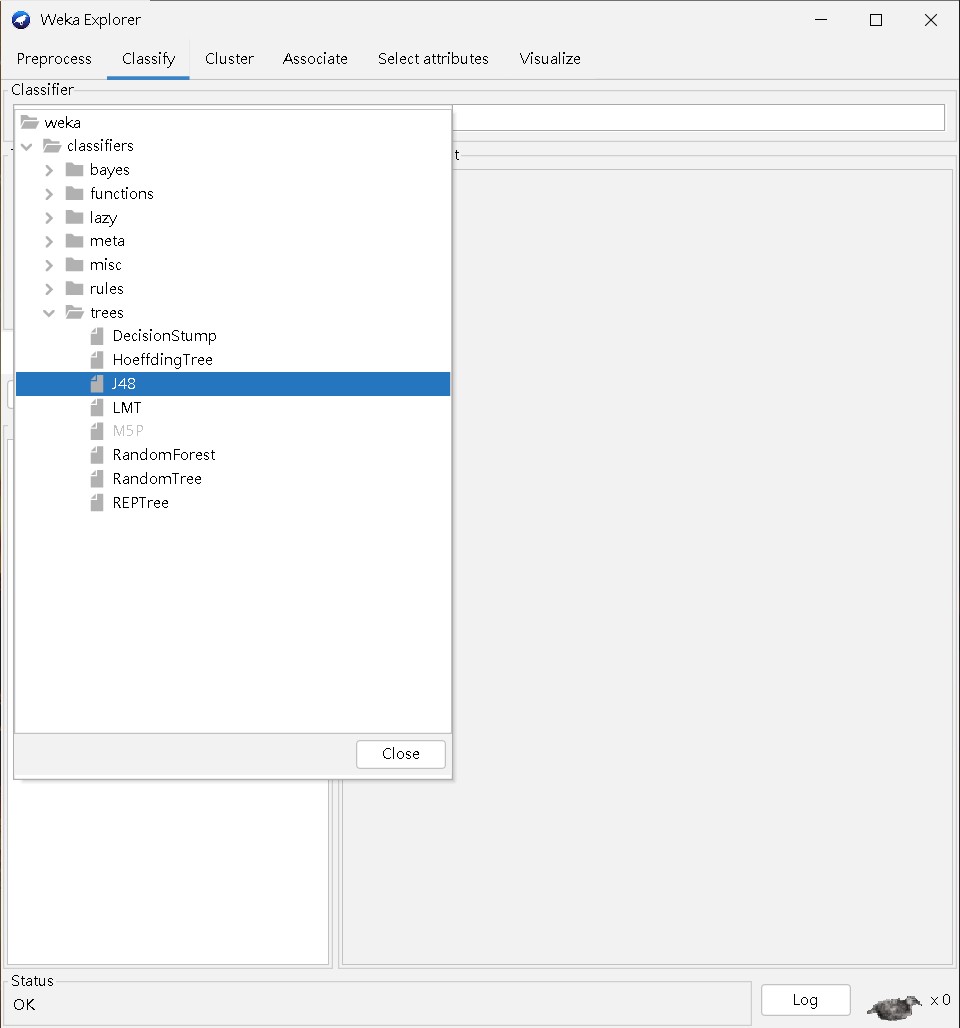 Weka Explorer
Preprocess Classify Cluster Associate Select attributes Visualize
Classifier
weka
classifiers
bayes
functions
lazy
meta
misc
rules
trees
DecisionStump
HoeffdingTree
J48
LMT
M5P
RandomForest
RandomTree
REPTree
Close
Status
OK
Log
x 0